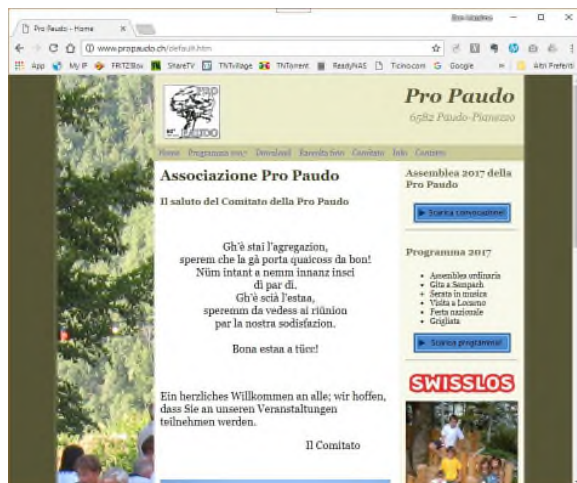 Pro Paudo - Home
www.propaudo.ch/default.htm
App My IP FRITZ!Box ShareTV TNTvillage TNTorrent ReadyNAS Ticinocom Google Altri Preferiti
PRO
PAUDO
Pro Paudo
6582 Paudo-Pianezzo
Home Programma 2017 Download Raccolta foto Comitato Info Contatto
Associazione Pro Paudo
Il saluto del Comitato della Pro Paudo
Gh'è stai l'agregazion,
sperem che la gà porta quaicoss da bon!
Nüm intant a nemm innanz insci
dì par dì.
Gh'è scià l'estaa,
speremm da vedess ai riünion
par la nostra sodisfazion.
Bona estaa a tücc!
Ein herzliches Willkommen an alle; wir hoffen,
dass Sie an unseren Veranstaltungen
teilnehmen werden.
Il Comitato
Assemblea 2017 della
Pro Paudo
Scarica convocazione!
Programma 2017
Assemblea ordinaria
Gita a Sempach
Serata in musica
Visita a Locarno
Festa nazionale
Grigliata
Scarica programma!
SWISSLOS